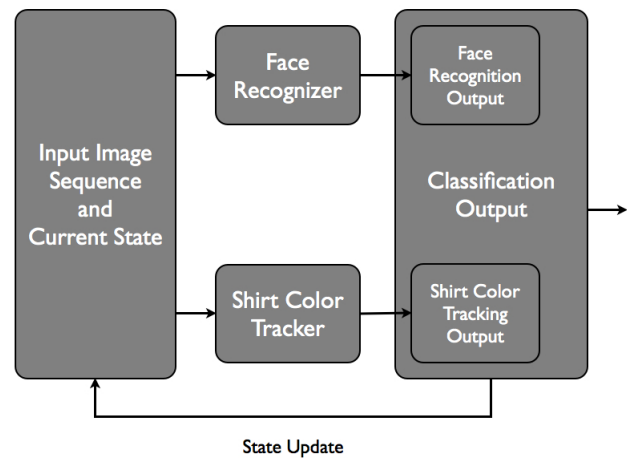 Input Image
Sequence
and
Current State
Face
Recognizer
Shirt Color
Tracker
Face
Recognition
Output
Classification
Output
Shirt Color
Tracking
Output
State Update